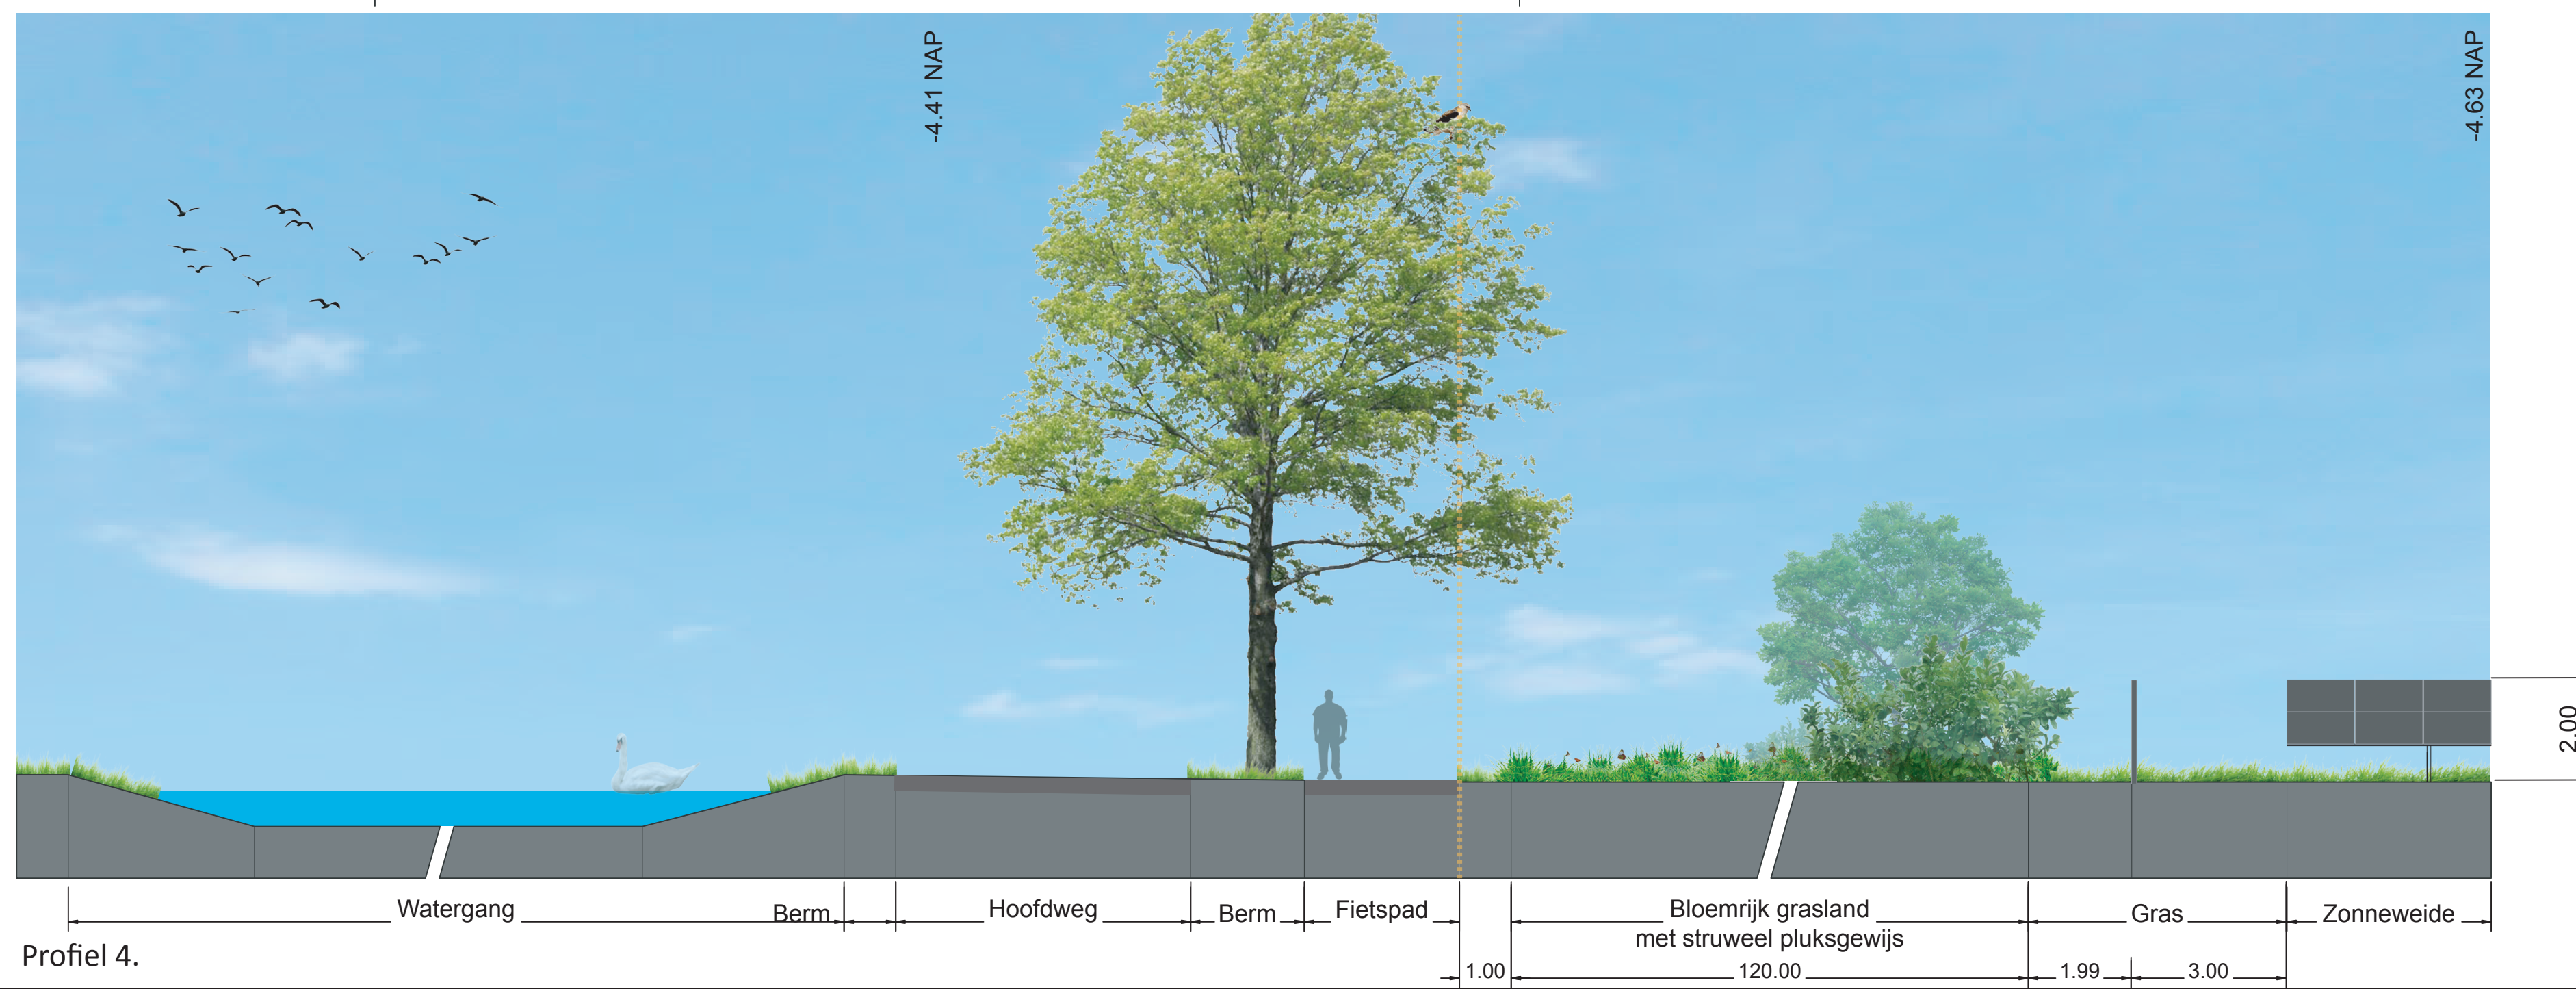 -4.41 NAP
-4.63 NAP
2.00
Watergang
Berm
Hoofdweg
Berm
Fietspad
Bloemrijk grasland
met struweel pluksgewijs
Gras
Zonneweide
Profiel 4.
1.00
120.00
1.99
3.00